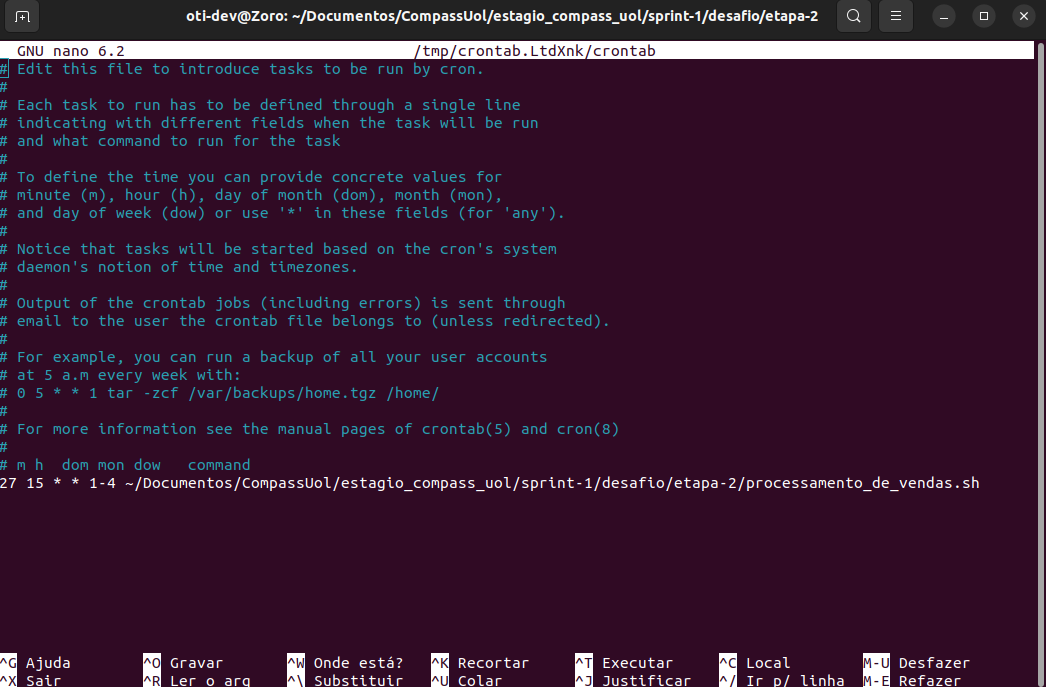 oti-dev@Zoro: ~/Documentos/CompassUol/estagio_compass_uol/sprint-1/desafio/etapa-2
GNU nano 6.2 /tmp/crontab.LtdXnk/crontab
# Edit this file to introduce tasks to be run by cron.
#
# Each task to run has to be defined through a single line
# indicating with different fields when the task will be run
# and what command to run for the task
#
# To define the time you can provide concrete values for
# minute (m), hour (h), day of month (dom), month (mon),
# and day of week (dow) or use '*' in these fields (for 'any').
#
# Notice that tasks will be started based on the cron's system
# daemon's notion of time and timezones.
#
# Output of the crontab jobs (including errors) is sent through
# email to the user the crontab file belongs to (unless redirected).
#
# For example, you can run a backup of all your user accounts
# at 5 a.m every week with:
# 0 5 * * 1 tar -zcf /var/backups/home.tgz /home/
#
# For more information see the manual pages of crontab(5) and cron(8)
#
# m h  dom mon dow   command
27 15 * * 1-4 ~/Documentos/CompassUol/estagio_compass_uol/sprint-1/desafio/etapa-2/processamento_de_vendas.sh
^G Ajuda ^O Gravar ^W Onde está? ^K Recortar ^T Executar ^C Local M-U Desfazer
^X Sair ^R Ler o arq ^\ Substituir ^U Colar ^J Justificar ^/ Ir p/ linha M-E Refazer